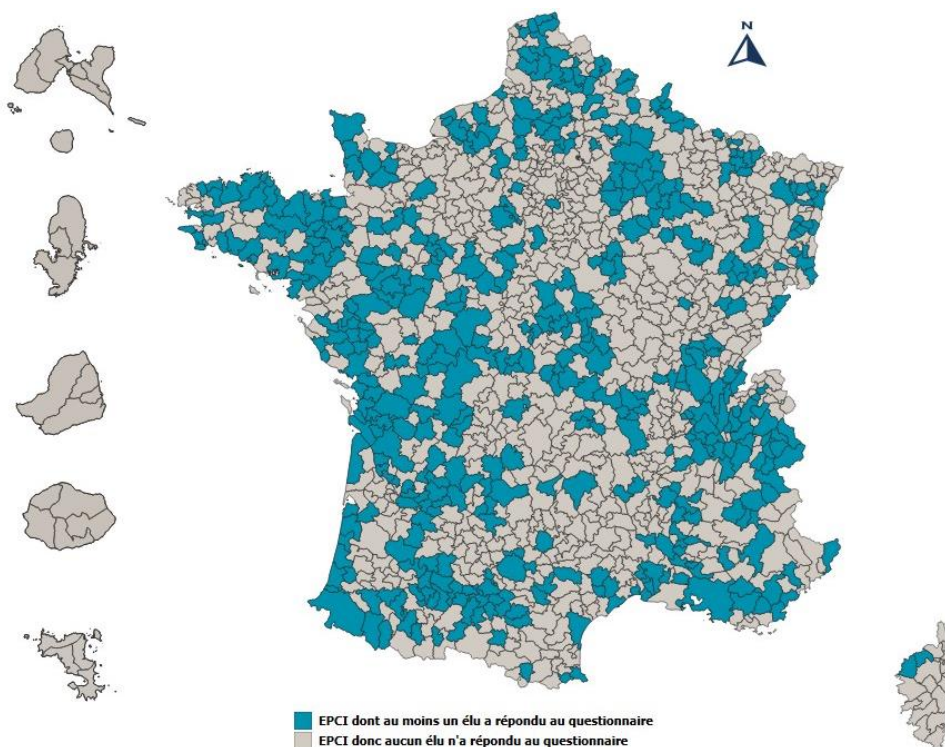 N
EPCI dont au moins un élu a répondu au questionnaire
EPCI donc aucun élu n'a répondu au questionnaire